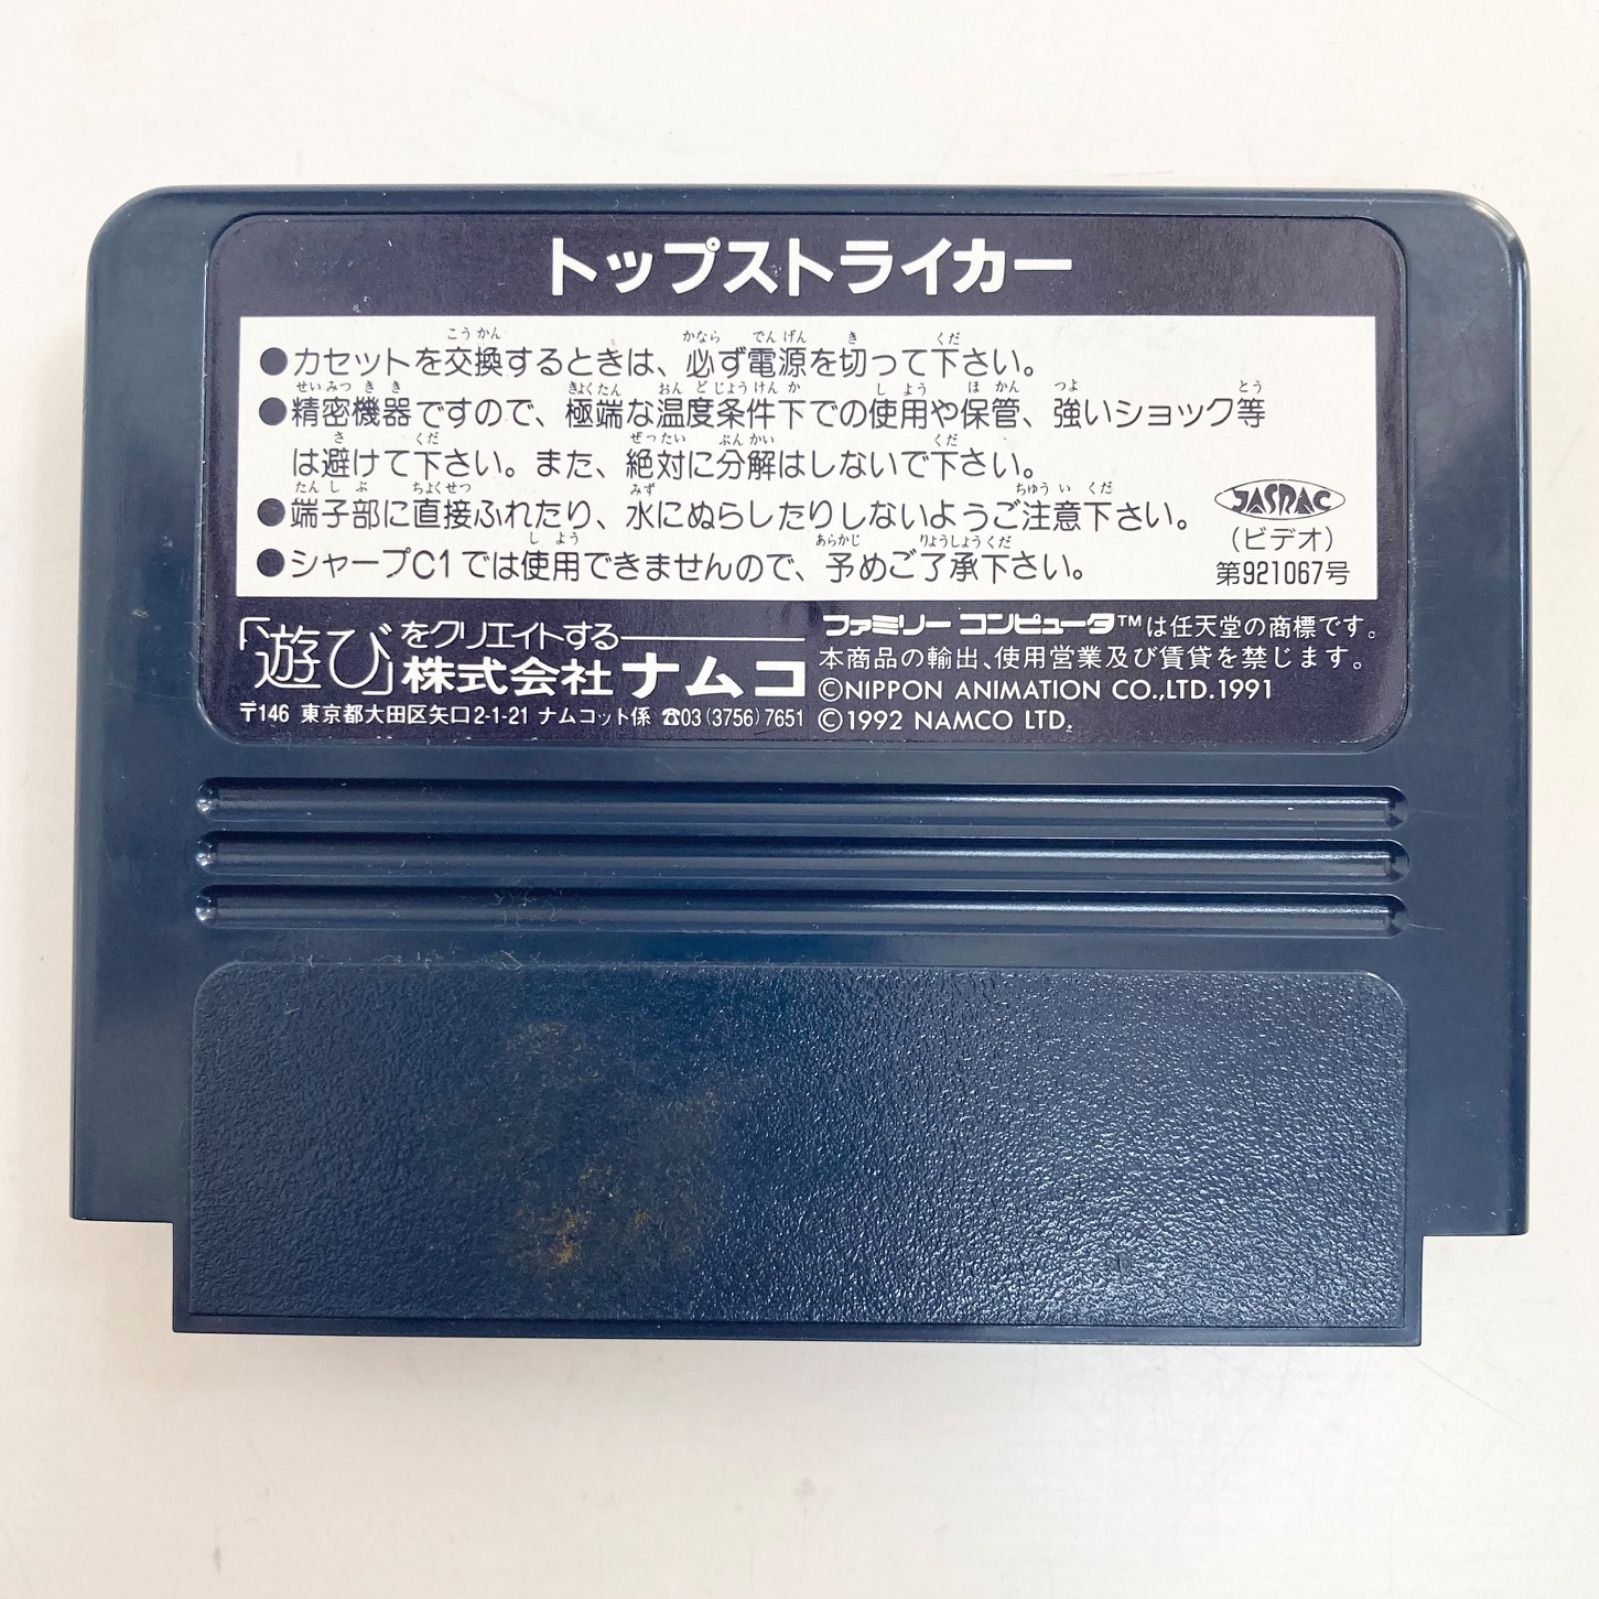 トップストライカー
●カセットを交換するときは、必ず電源を切って下さい。
●精密機器ですので、極端な温度条件下での使用や保管、強いショック等
は避けて下さい。また、絶対に分解はしないで下さい。
●端子部に直接ふれたり、水にぬらしたりしないようご注意下さい。
●シャープC1では使用できませんので、予めご了承下さい。
JASRAC
(ビデオ)
第921067号
「遊び」をクリエイトする
株式会社ナムコ
〒146 東京都大田区矢口2-1-21 ナムコット係 ☎03(3756)7651
ファミリーコンピュータ™は任天堂の商標です。
本商品の輸出、使用営業及び賃貸を禁じます。
©NIPPON ANIMATION CO.,LTD.1991
©1992 NAMCO LTD.